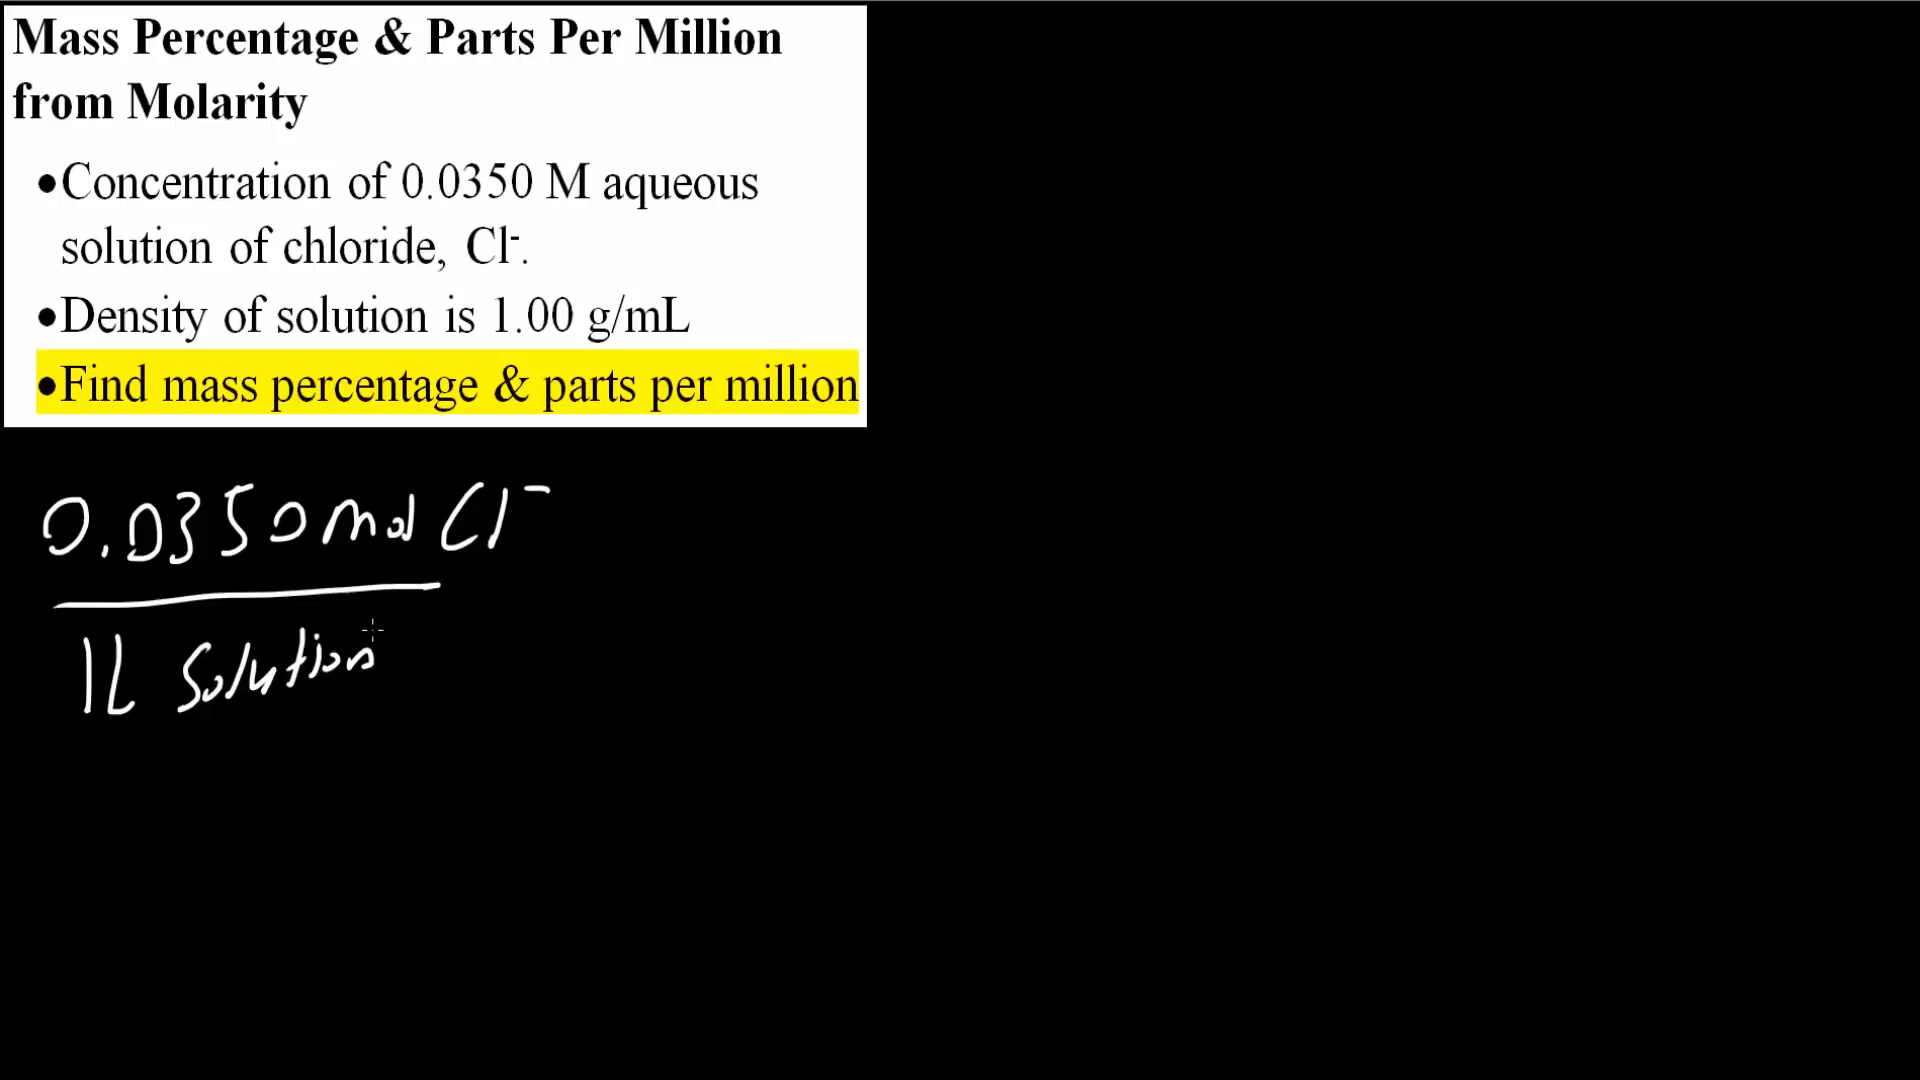 Mass Percentage & Parts Per Million
from Molarity
•Concentration of 0.0350 M aqueous
solution of chloride, Cl⁻.
•Density of solution is 1.00 g/mL
•Find mass percentage & parts per million
0.0350 mol Cl⁻
1L Solution